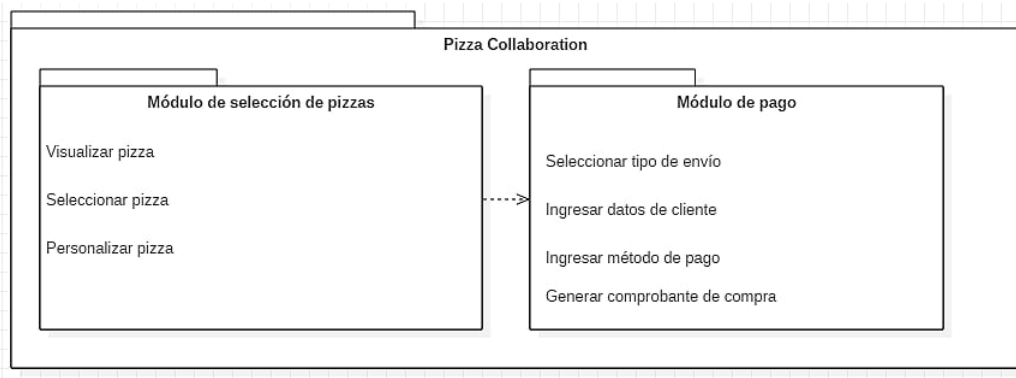 Pizza Collaboration
Módulo de selección de pizzas
Visualizar pizza
Seleccionar pizza
Personalizar pizza
Módulo de pago
Seleccionar tipo de envío
Ingresar datos de cliente
Ingresar método de pago
Generar comprobante de compra